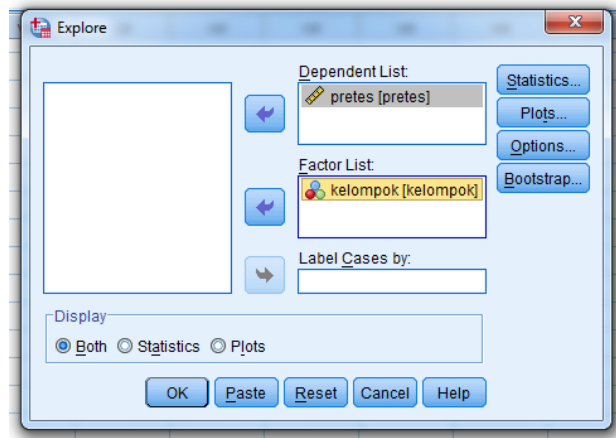 Explore
Dependent List:
pretes [pretes]
Statistics...
Plots...
Options...
Bootstrap...
Factor List:
kelompok [kelompok]
Label Cases by:
Display
Both Statistics Plots
OK Paste Reset Cancel Help